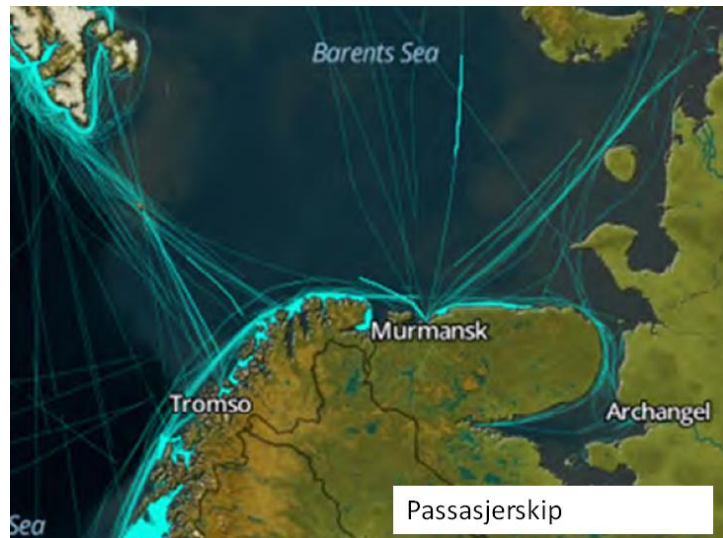 Barents Sea
Murmansk
Tromso
Archangel
Passasjerskip
Sea